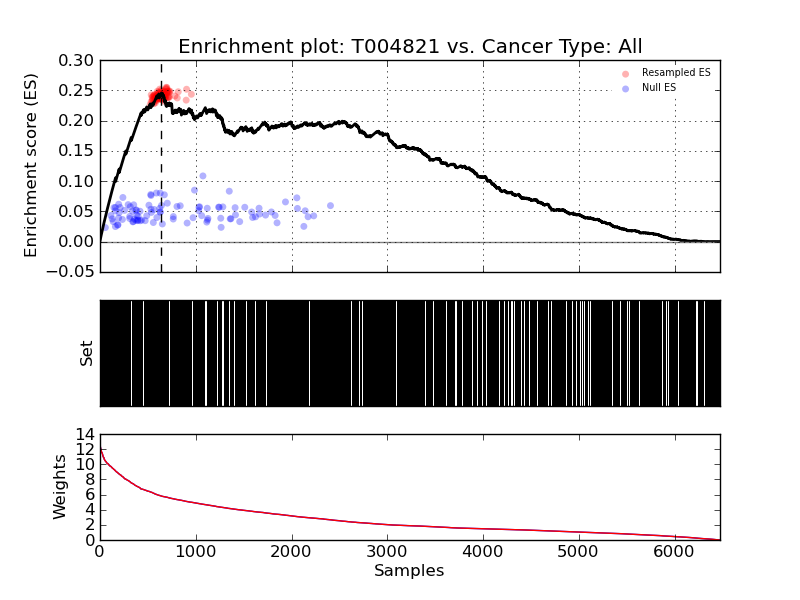 Enrichment plot: T004821 vs. Cancer Type: All
0.30
0.25
0.20
0.15
0.10
0.05
0.00
−0.05
Enrichment score (ES)
Resampled ES
Null ES
Set
14
12
10
8
6
4
2
0
Weights
0 1000 2000 3000 4000 5000 6000
Samples